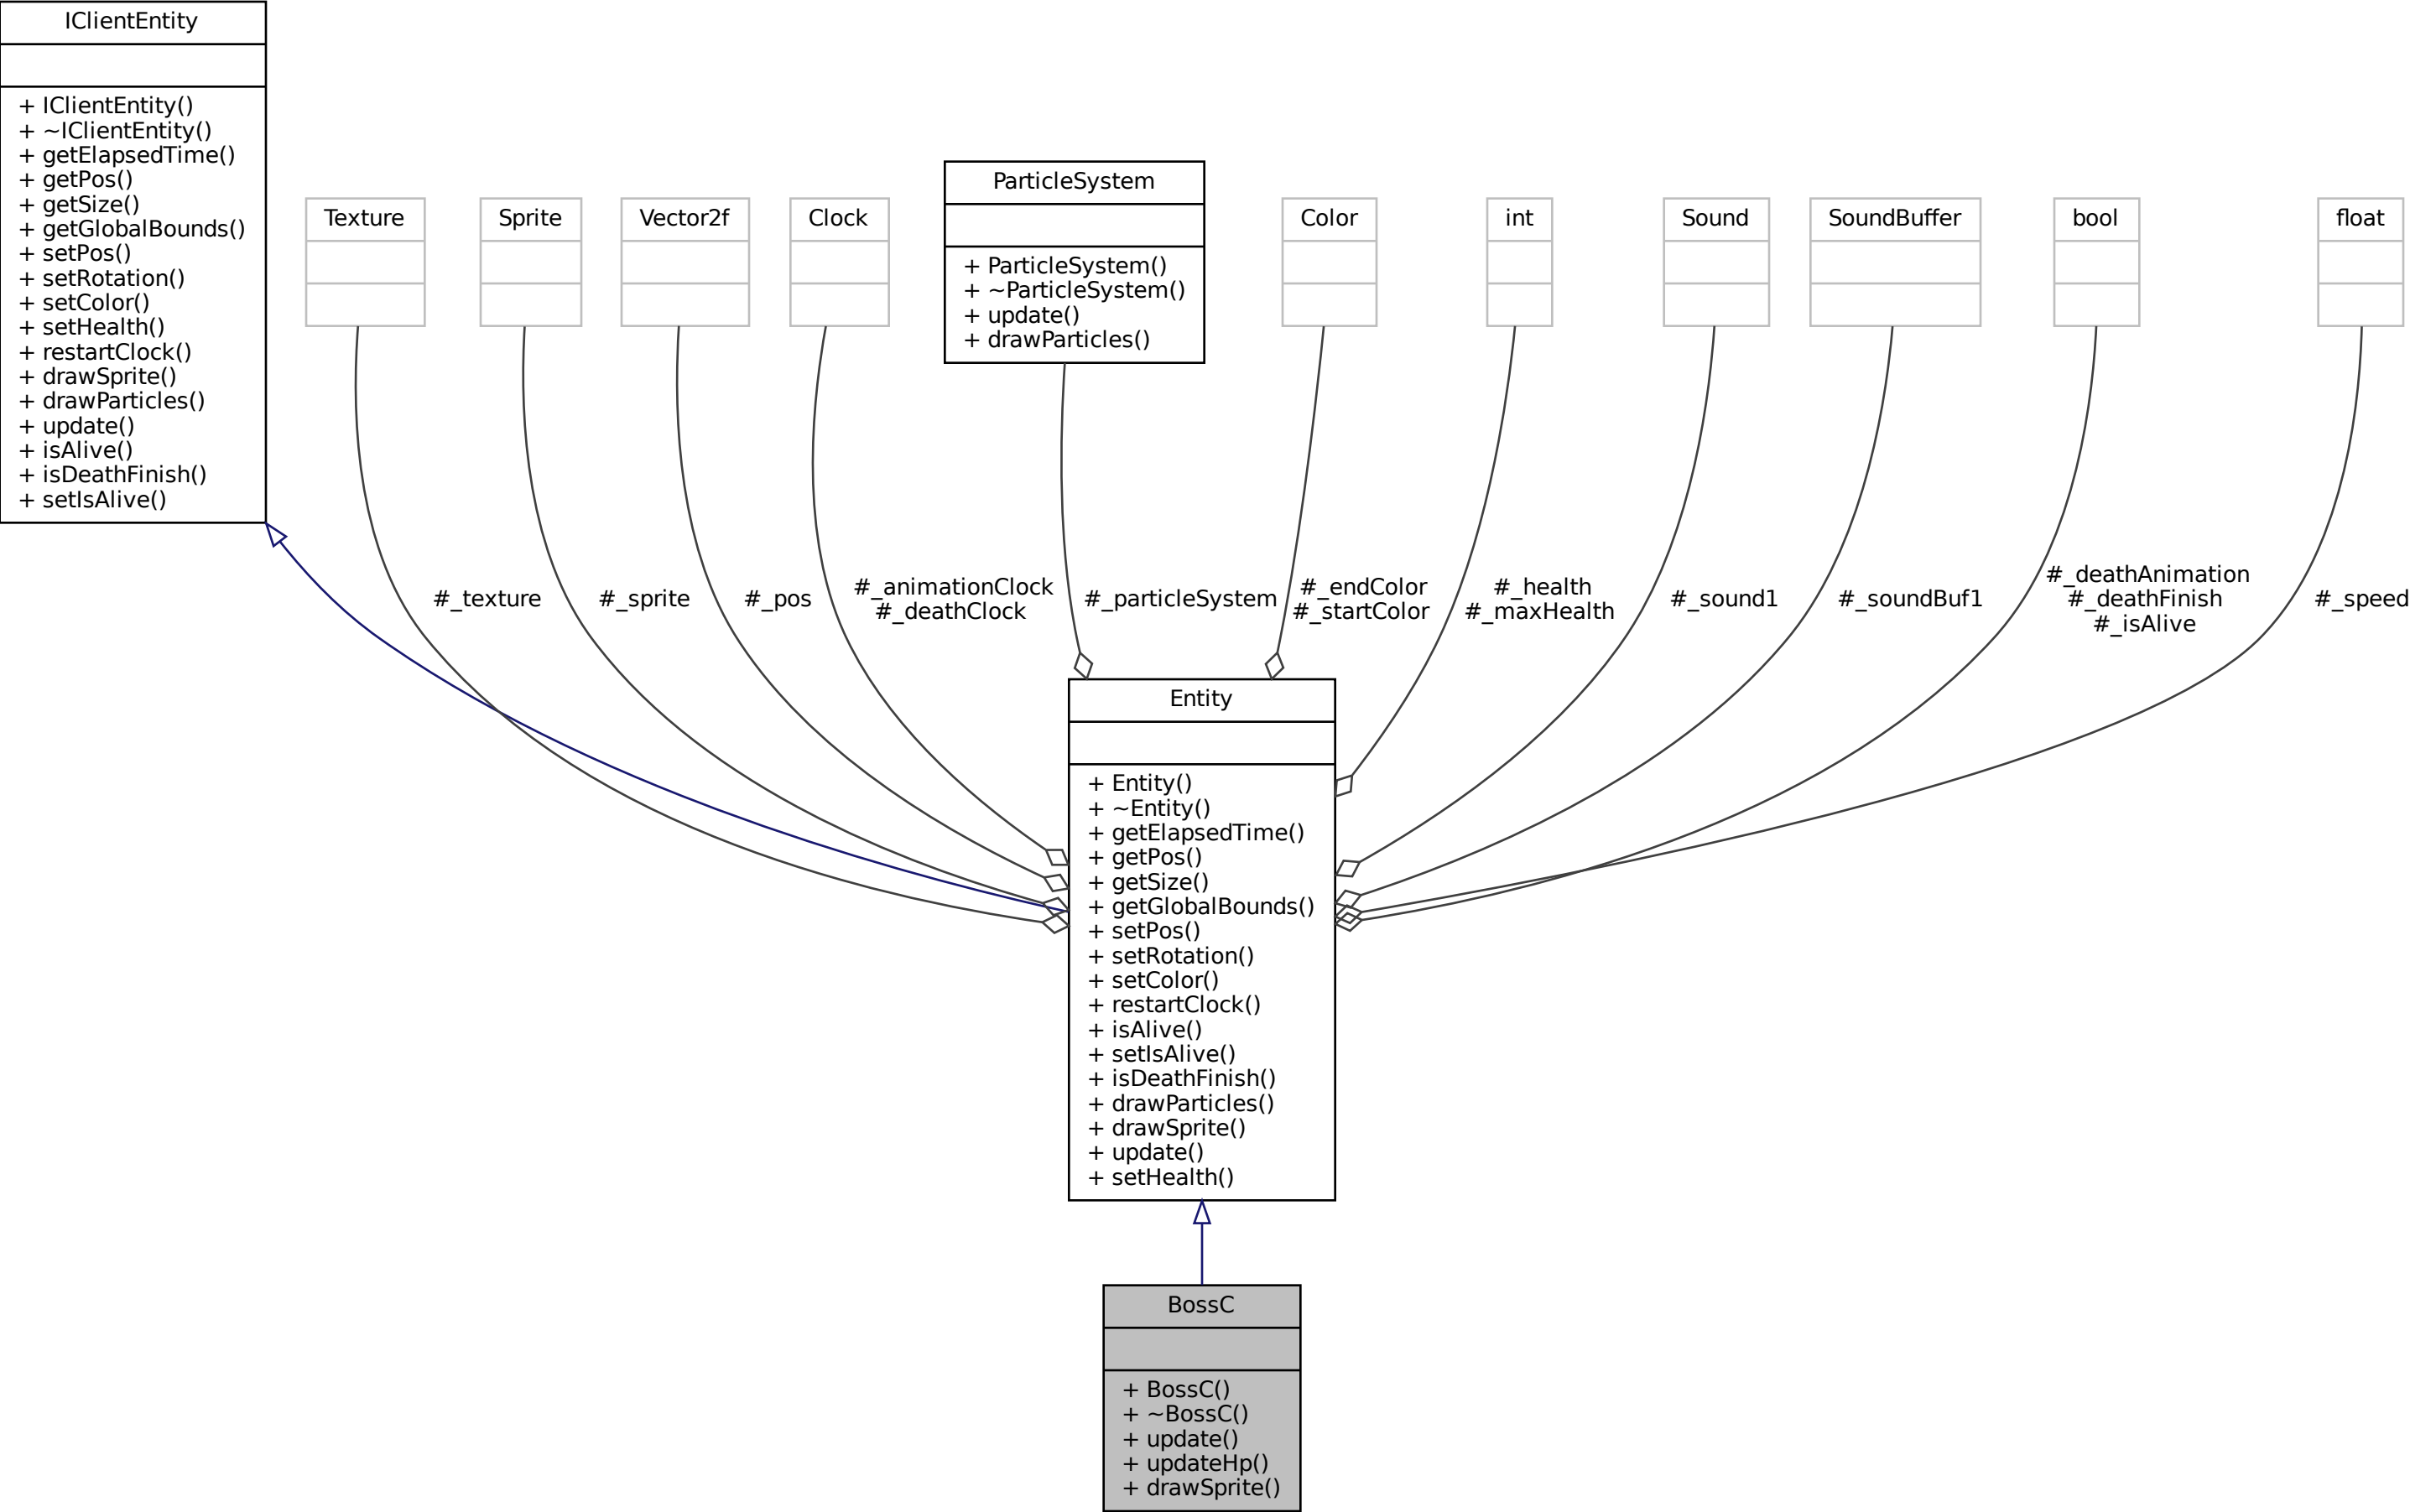 IClientEntity
+ IClientEntity()
+ ~IClientEntity()
+ getElapsedTime()
+ getPos()
+ getSize()
+ getGlobalBounds()
+ setPos()
+ setRotation()
+ setColor()
+ setHealth()
+ restartClock()
+ drawSprite()
+ drawParticles()
+ update()
+ isAlive()
+ isDeathFinish()
+ setIsAlive()
Texture
Sprite
Vector2f
Clock
ParticleSystem
+ ParticleSystem()
+ ~ParticleSystem()
+ update()
+ drawParticles()
Color
int
Sound
SoundBuffer
bool
float
#_texture
#_sprite
#_pos
#_animationClock
#_deathClock
#_particleSystem
#_endColor
#_startColor
#_health
#_maxHealth
#_sound1
#_soundBuf1
#_deathAnimation
#_deathFinish
#_isAlive
#_speed
Entity
+ Entity()
+ ~Entity()
+ getElapsedTime()
+ getPos()
+ getSize()
+ getGlobalBounds()
+ setPos()
+ setRotation()
+ setColor()
+ restartClock()
+ isAlive()
+ setIsAlive()
+ isDeathFinish()
+ drawParticles()
+ drawSprite()
+ update()
+ setHealth()
BossC
+ BossC()
+ ~BossC()
+ update()
+ updateHp()
+ drawSprite()